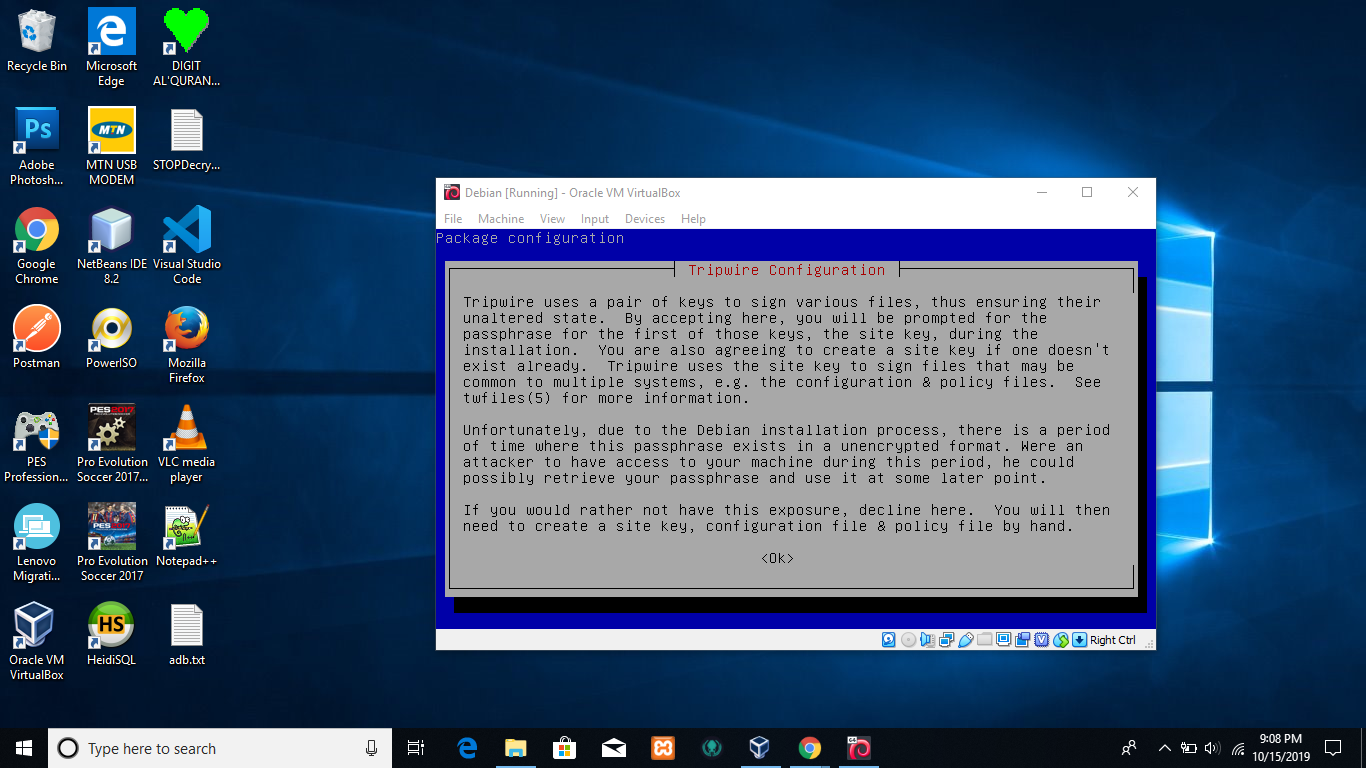 Recycle Bin
Microsoft
Edge
DIGIT
AL'QURAN...
Ps
Adobe
Photosh...
MTN
MTN USB
MODEM
STOPDecry...
Google
Chrome
NetBeans IDE
8.2
Visual Studio
Code
Postman
PowerISO
Mozilla
Firefox
PES
Professiona...
PES 2017
Pro Evolution
Soccer 2017...
VLC media
player
Lenovo
Migrati...
PES 2017
Pro Evolution
Soccer 2017
Notepad++
Oracle VM
VirtualBox
HS
HeidiSQL
adb.txt
Debian [Running] - Oracle VM VirtualBox
File Machine View Input Devices Help
Package configuration
Tripwire Configuration
Tripwire uses a pair of keys to sign various files, thus ensuring their
unaltered state.  By accepting here, you will be prompted for the
passphrase for the first of those keys, the site key, during the
installation.  You are also agreeing to create a site key if one doesn't
exist already.  Tripwire uses the site key to sign files that may be
common to multiple systems, e.g. the configuration & policy files.  See
twfiles(5) for more information.
Unfortunately, due to the Debian installation process, there is a period
of time where this passphrase exists in a unencrypted format. Were an
attacker to have access to your machine during this period, he could
possibly retrieve your passphrase and use it at some later point.
If you would rather not have this exposure, decline here.  You will then
need to create a site key, configuration file & policy file by hand.
<Ok>
Right Ctrl
Type here to search
9:08 PM
10/15/2019